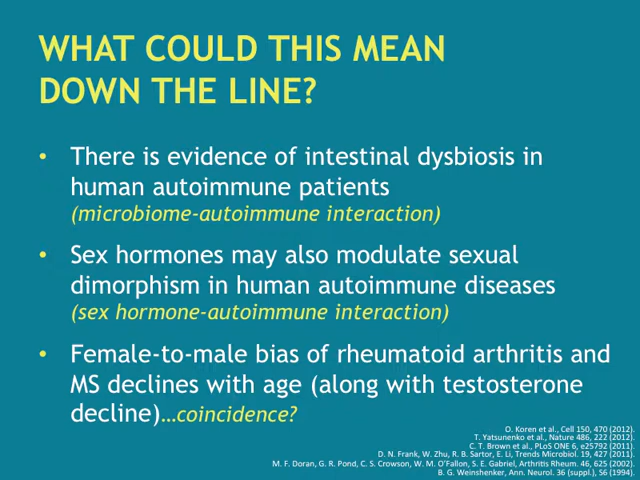 WHAT COULD THIS MEAN
DOWN THE LINE?
• There is evidence of intestinal dysbiosis in
human autoimmune patients
(microbiome-autoimmune interaction)
• Sex hormones may also modulate sexual
dimorphism in human autoimmune diseases
(sex hormone-autoimmune interaction)
• Female-to-male bias of rheumatoid arthritis and
MS declines with age (along with testosterone
decline)…coincidence?
O. Koren et al., Cell 150, 470 (2012).
T. Yatsunenko et al., Nature 486, 222 (2012).
C. T. Brown et al., PLoS ONE 6, e25792 (2011).
D. N. Frank, W. Zhu, R. B. Sartor, E. Li, Trends Microbiol. 19, 427 (2011).
M. F. Doran, G. R. Pond, C. S. Crowson, W. M. O'Fallon, S. E. Gabriel, Arthritis Rheum. 46, 625 (2002).
B. G. Weinshenker, Ann. Neurol. 36 (suppl.), S6 (1994).